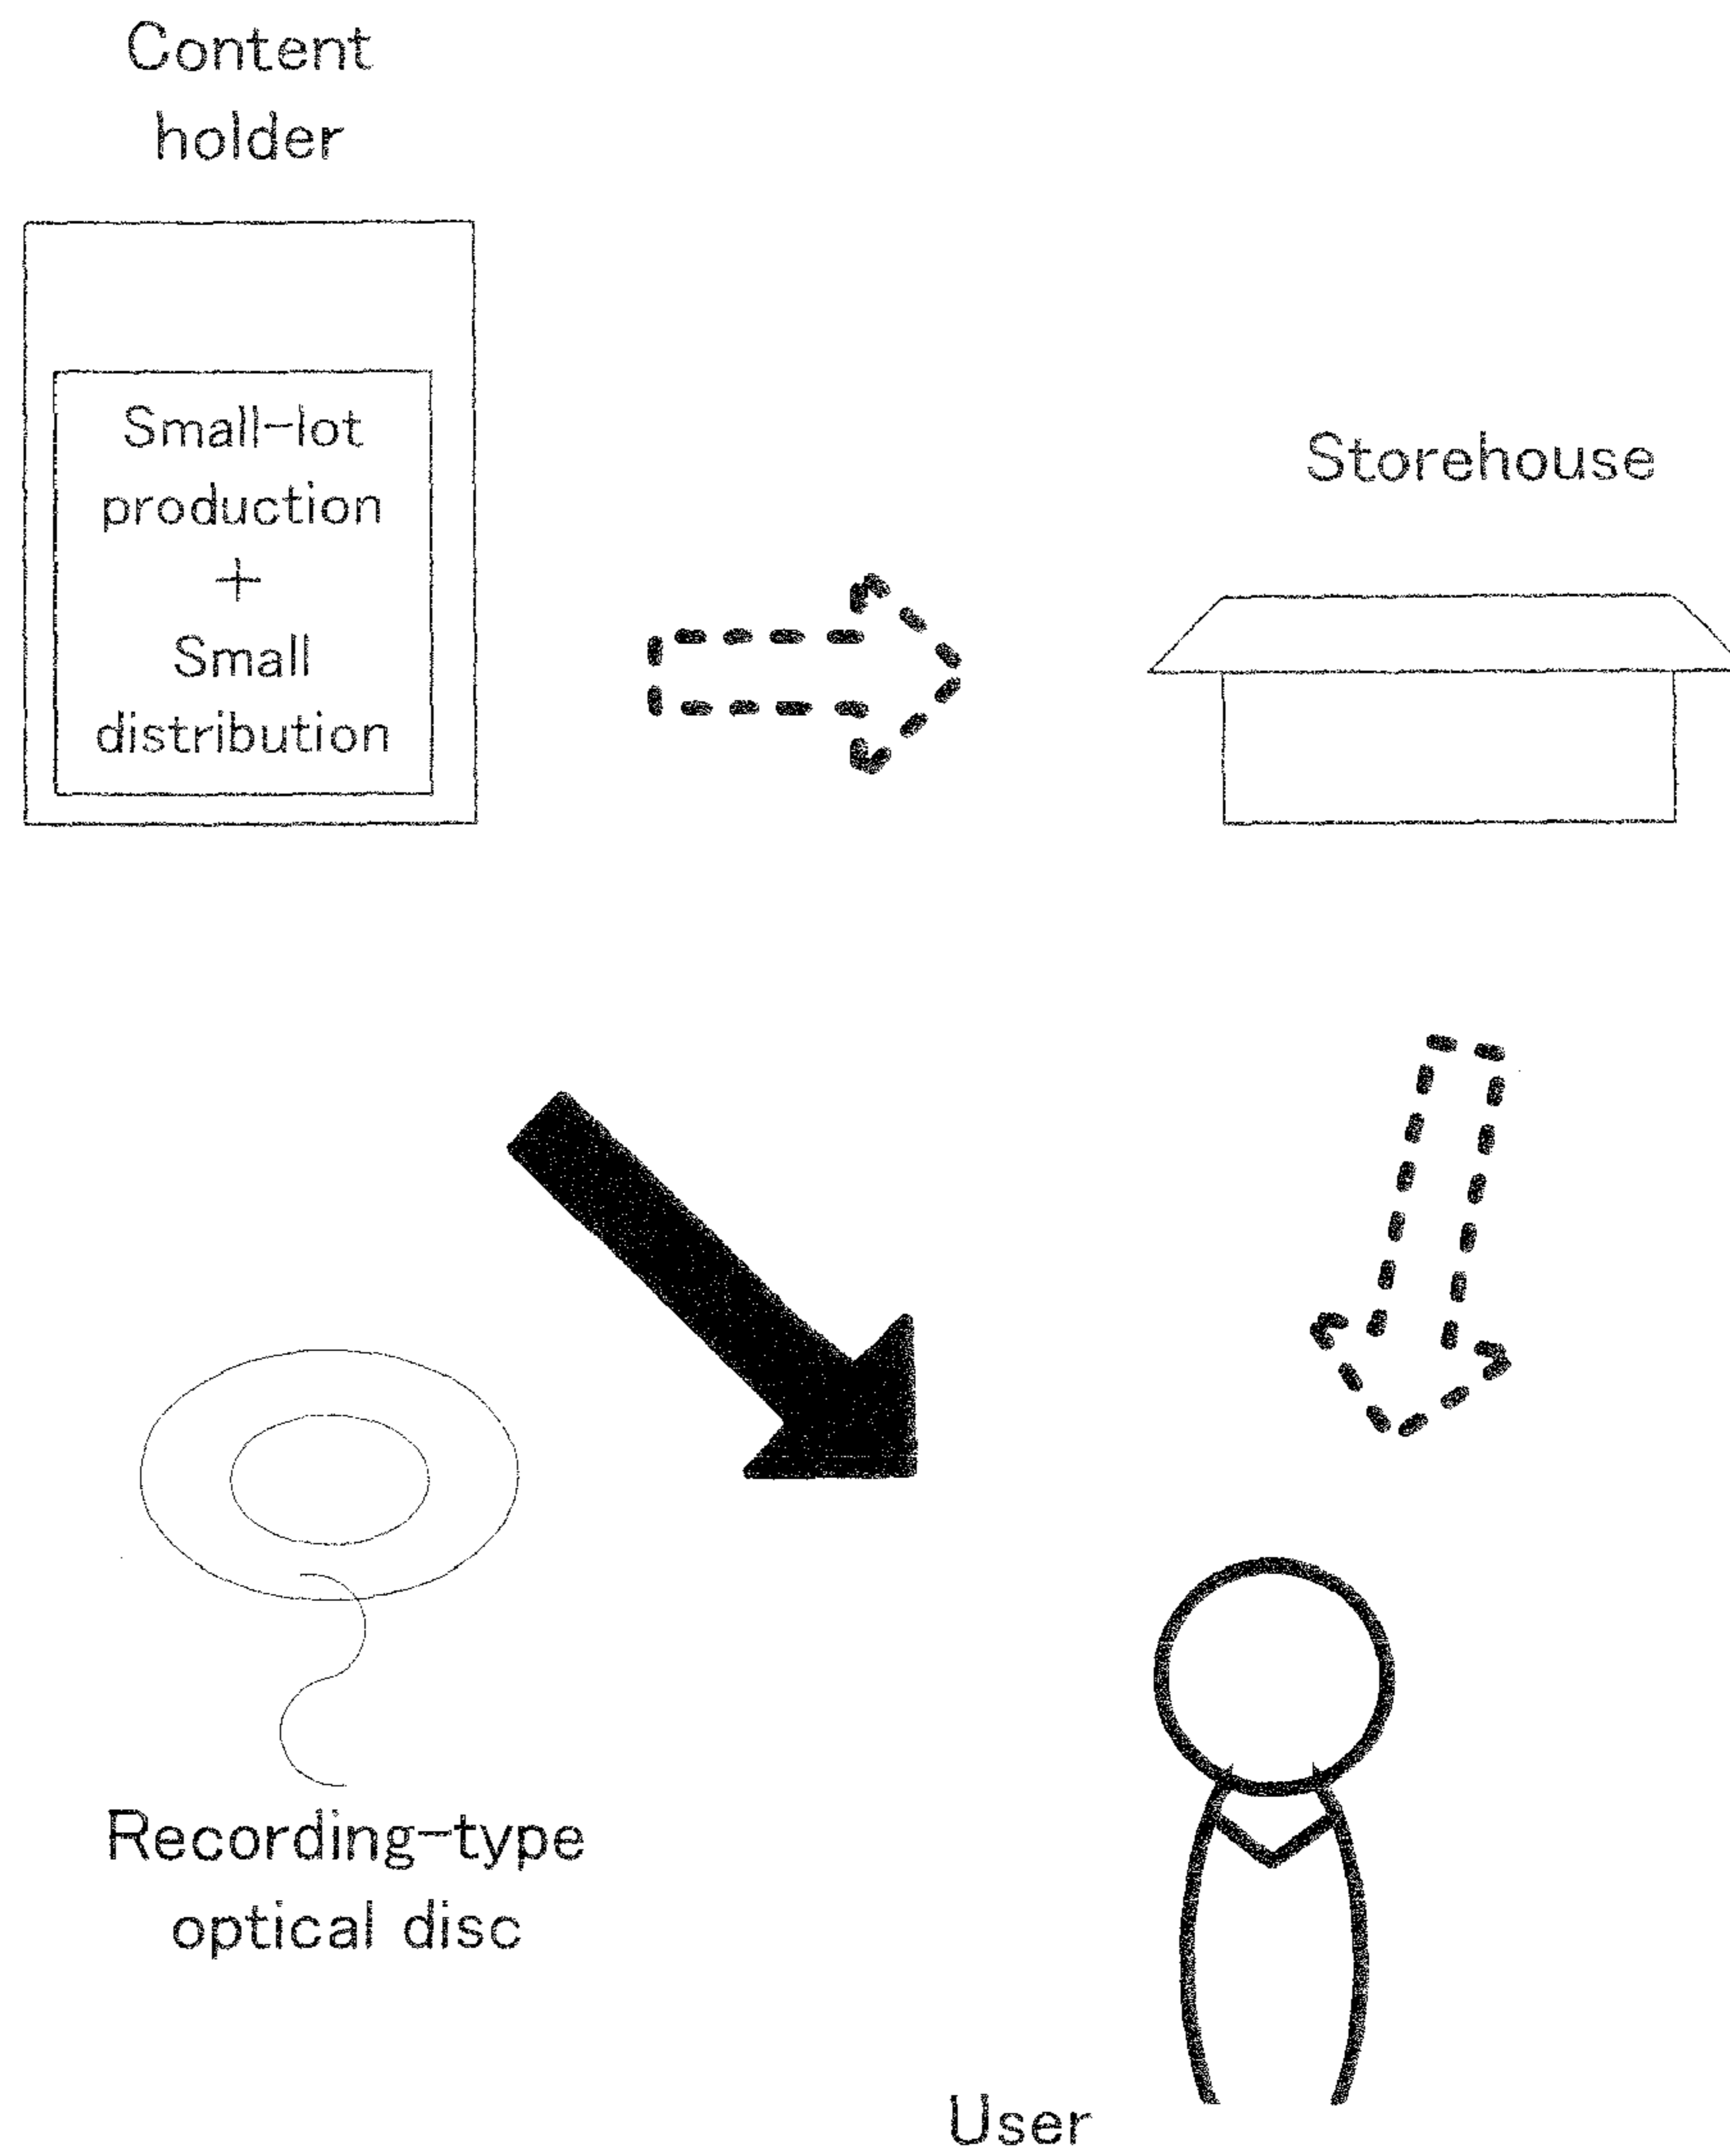 Content
holder
Small-lot
production
+
Small
distribution
Storehouse
Recording-type
optical disc
User